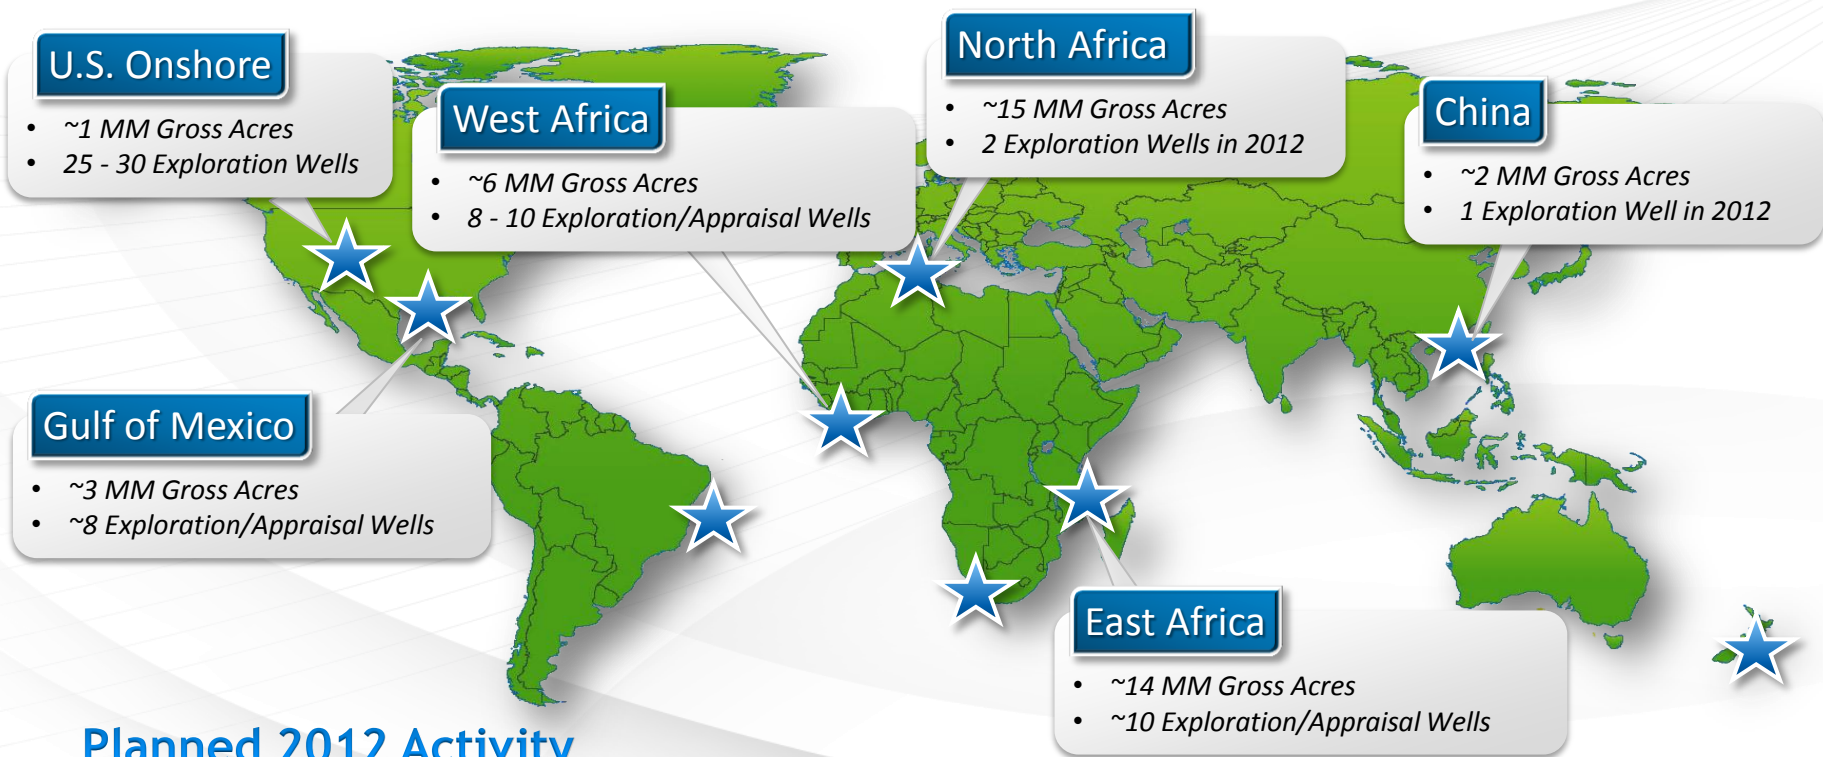 U.S. Onshore
• ~1 MM Gross Acres
• 25 - 30 Exploration Wells
West Africa
• ~6 MM Gross Acres
• 8 - 10 Exploration/Appraisal Wells
North Africa
• ~15 MM Gross Acres
• 2 Exploration Wells in 2012
China
• ~2 MM Gross Acres
• 1 Exploration Well in 2012
Gulf of Mexico
• ~3 MM Gross Acres
• ~8 Exploration/Appraisal Wells
East Africa
• ~14 MM Gross Acres
• ~10 Exploration/Appraisal Wells
Planned 2012 Activity